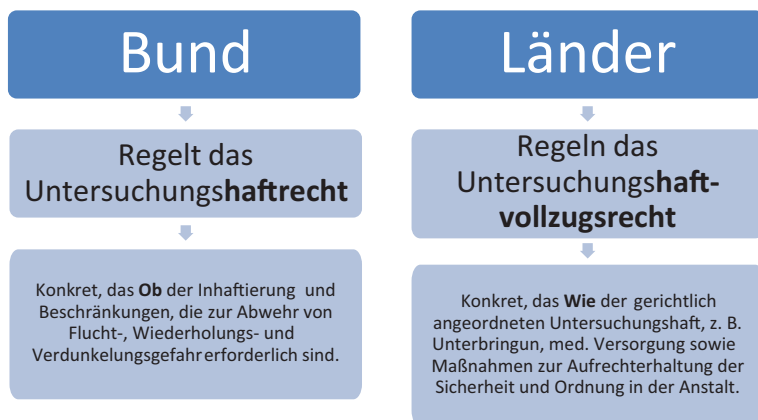 Bund
Regelt das
Untersuchungshaftrecht
Konkret, das Ob der Inhaftierung und
Beschränkungen, die zur Abwehr von
Flucht-, Wiederholungs- und
Verdunkelungsgefahr erforderlich sind.
Länder
Regeln das
Untersuchungshaft-
vollzugsrecht
Konkret, das Wie der gerichtlich
angeordneten Untersuchungshaft, z. B.
Unterbringun, med. Versorgung sowie
Maßnahmen zur Aufrechterhaltung der
Sicherheit und Ordnung in der Anstalt.